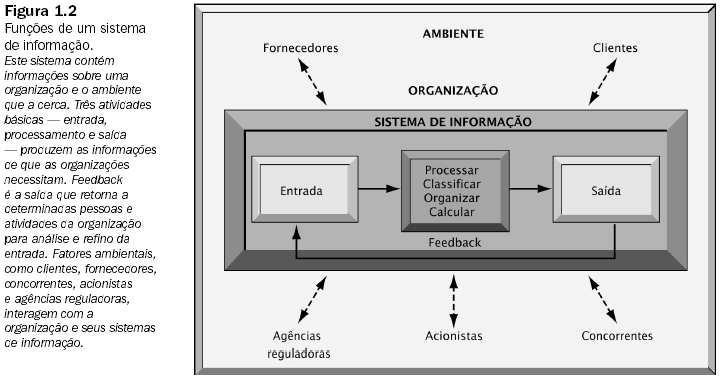 Figura 1.2
Funções de um sistema
de informação.
Este sistema contém
informações sobre uma
organização e o ambiente
que a cerca. Três atividades
básicas — entrada,
processamento e saída
— produzem as informações
de que as organizações
necessitam. Feedback
é a saída que retorna a
determinadas pessoas e
atividades da organização
para análise e refino da
entrada. Fatores ambientais,
como clientes, fornecedores,
concorrentes, acionistas
e agências reguladoras,
interagem com a
organização e seus sistemas
de informação.
AMBIENTE
Fornecedores
Clientes
ORGANIZAÇÃO
SISTEMA DE INFORMAÇÃO
Entrada
Processar
Classificar
Organizar
Calcular
Saída
Feedback
Agências
reguladoras
Acionistas
Concorrentes